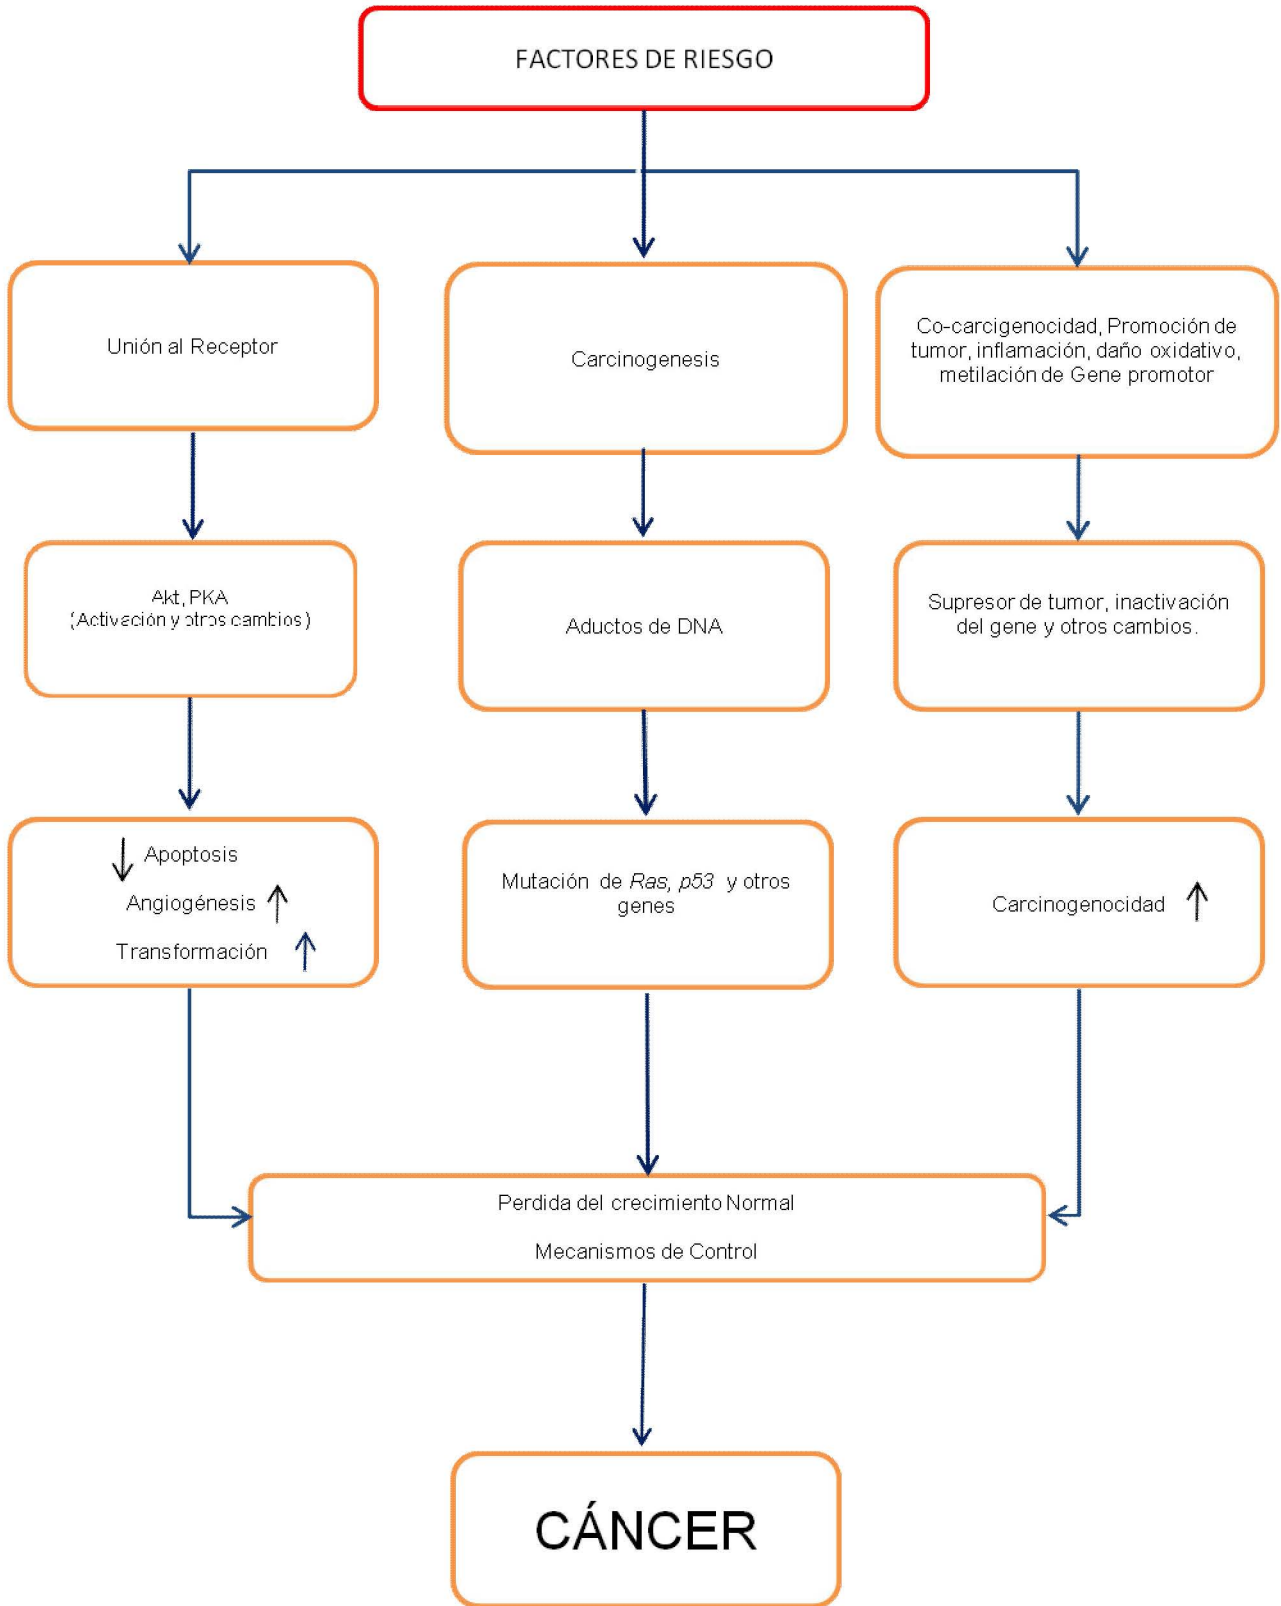 FACTORES DE RIESGO
Unión al Receptor
Carcinogenesis
Co-carcigenocidad, Promoción de
tumor, inflamación, daño oxidativo,
metilación de Gene promotor
Akt, PKA
(Activación y otros cambios)
Aductos de DNA
Supresor de tumor, inactivación
del gene y otros cambios.
↓ Apoptosis
Angiogénesis ↑
Transformación ↑
Mutación de Ras, p53 y otros
genes
Carcinogenocidad ↑
Perdida del crecimiento Normal
Mecanismos de Control
CÁNCER